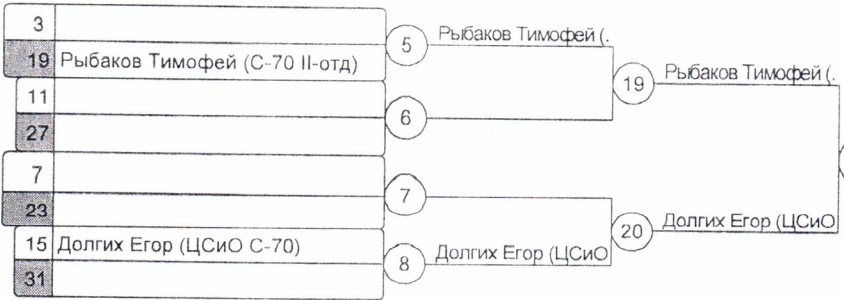 3
19 Рыбаков Тимофей (С-70 II-отд)
5 Рыбаков Тимофей (.
11
27
6
19 Рыбаков Тимофей (.
7
23
7
15 Долгих Егор (ЦСиО С-70)
31
8 Долгих Егор (ЦСиО
20 Долгих Егор (ЦСиО